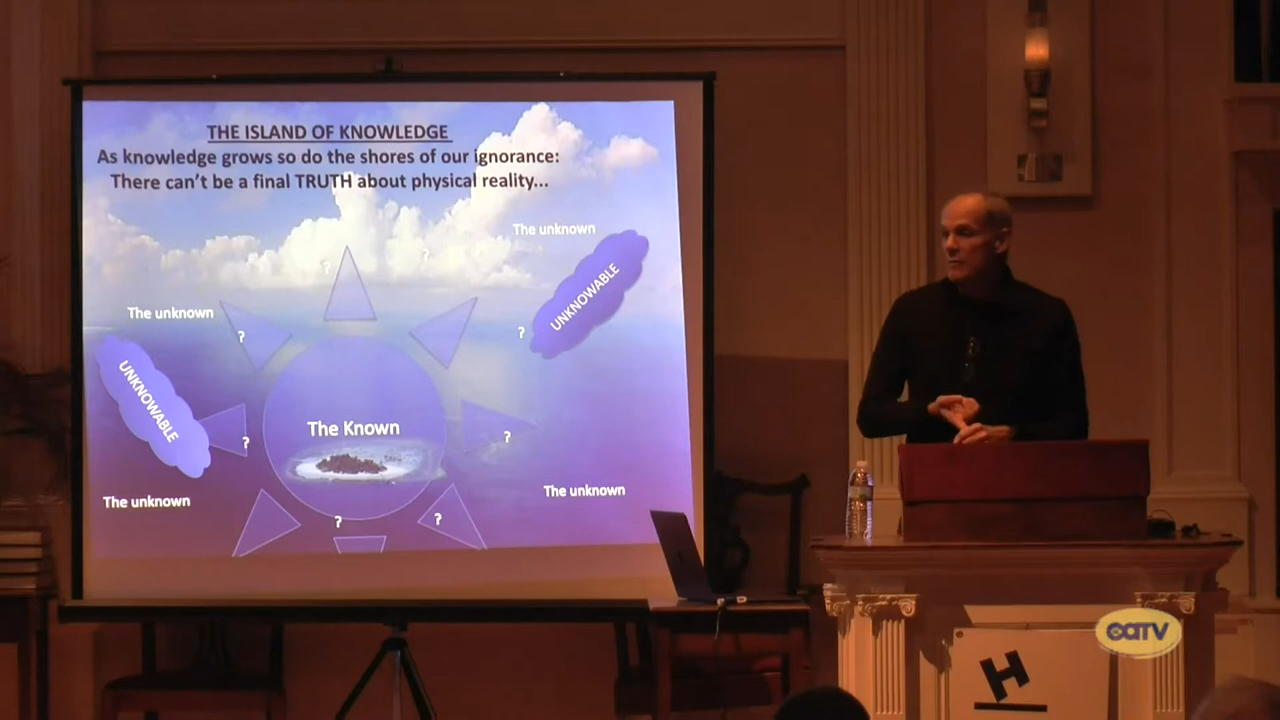 THE ISLAND OF KNOWLEDGE
As knowledge grows so do the shores of our ignorance:
There can't be a final TRUTH about physical reality...
The unknown
?
?
UNKNOWABLE
The unknown
?
?
UNKNOWABLE
The Known
?
?
The unknown
The unknown
?
?
CATV
H